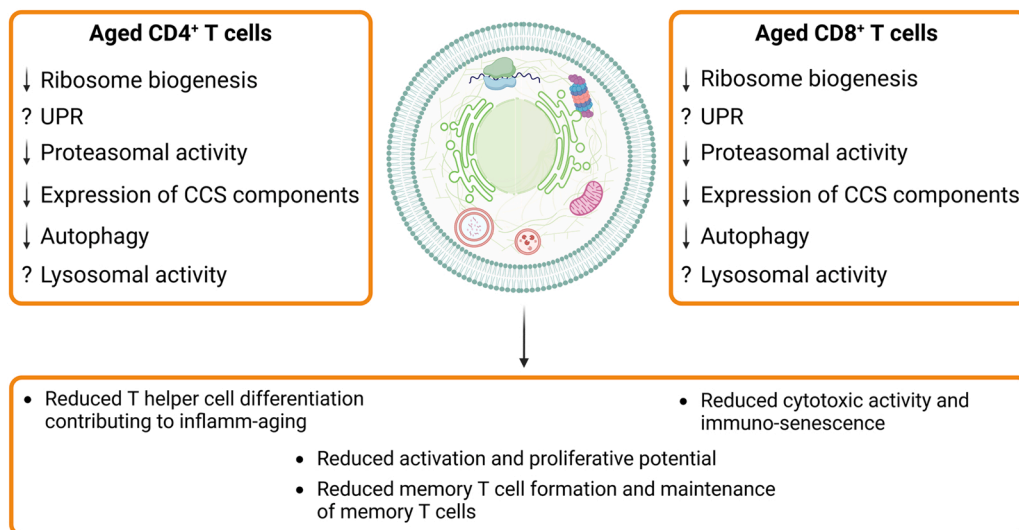 Aged CD4⁺ T cells
↓ Ribosome biogenesis
? UPR
↓ Proteasomal activity
↓ Expression of CCS components
↓ Autophagy
? Lysosomal activity
Aged CD8⁺ T cells
↓ Ribosome biogenesis
? UPR
↓ Proteasomal activity
↓ Expression of CCS components
↓ Autophagy
? Lysosomal activity
• Reduced T helper cell differentiation
contributing to inflamm-aging
• Reduced cytotoxic activity and
immuno-senescence
• Reduced activation and proliferative potential
• Reduced memory T cell formation and maintenance
of memory T cells